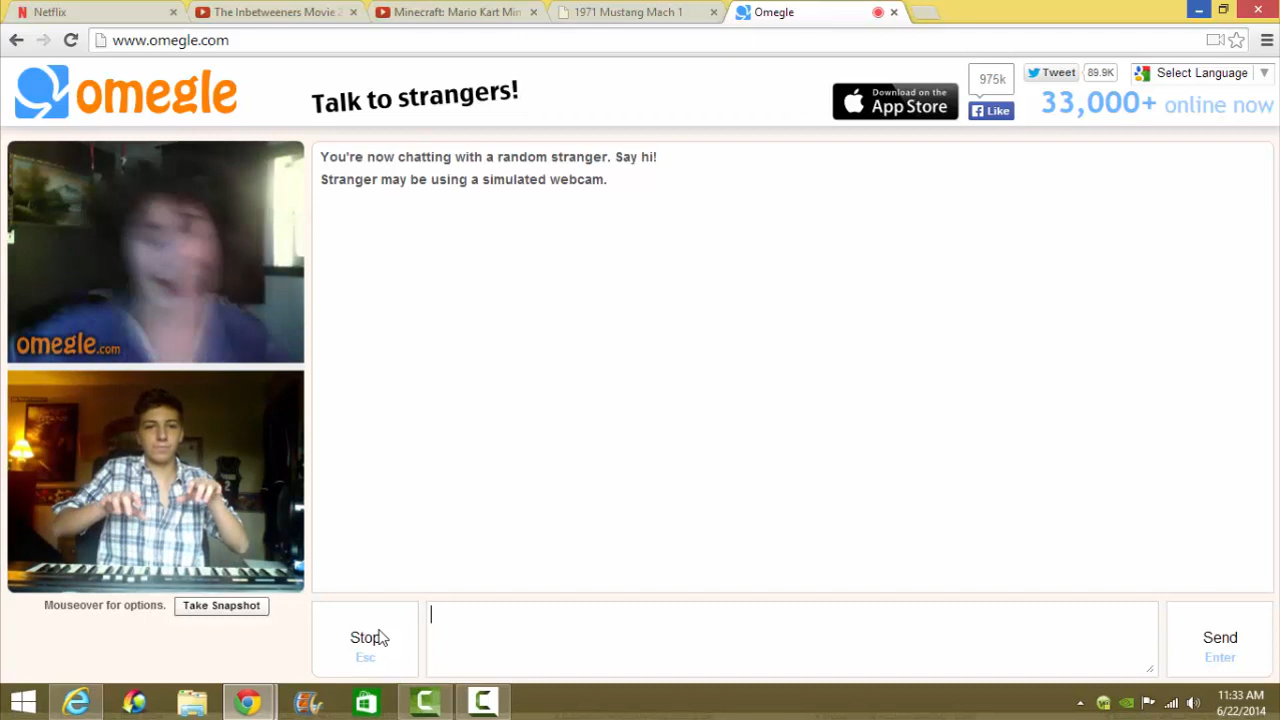 Netflix
The Inbetweeners Movie 2
Minecraft: Mario Kart Min
1971 Mustang Mach 1
Omegle
www.omegle.com
omegle
Talk to strangers!
Download on the
App Store
975k
Like
Tweet
89.9K
Select Language
33,000+ online now
You're now chatting with a random stranger. Say hi!
Stranger may be using a simulated webcam.
omegle.com
Mouseover for options.
Take Snapshot
Stop
Esc
Send
Enter
11:33 AM
6/22/2014